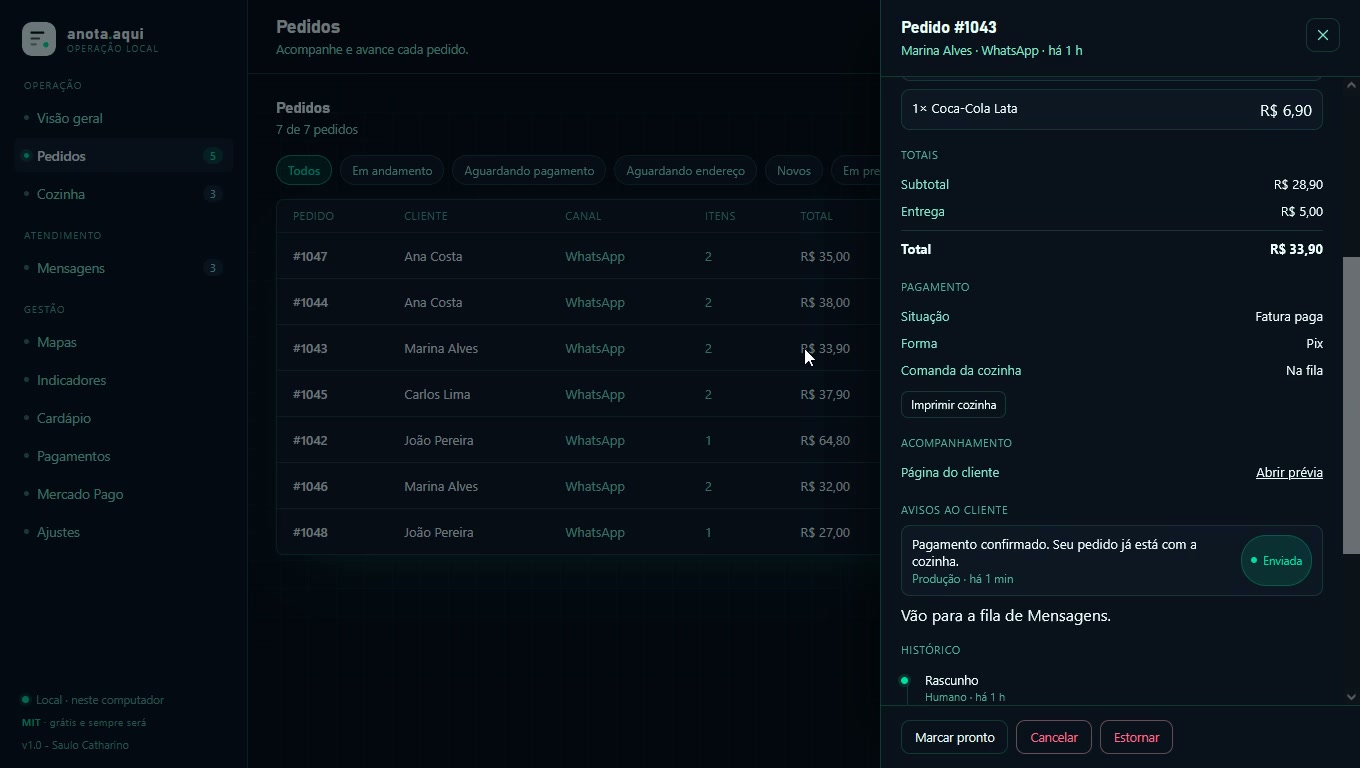 anota.aqui
OPERAÇÃO LOCAL
OPERAÇÃO
Visão geral
Pedidos 5
Cozinha 3
ATENDIMENTO
Mensagens 3
GESTÃO
Mapas
Indicadores
Cardápio
Pagamentos
Mercado Pago
Ajustes
Local · neste computador
MIT · grátis e sempre será
v1.0 - Saulo Catharino
Pedidos
Acompanhe e avance cada pedido.
Pedidos
7 de 7 pedidos
Todos Em andamento Aguardando pagamento Aguardando endereço Novos Em pre
PEDIDO CLIENTE CANAL ITENS TOTAL
#1047 Ana Costa WhatsApp 2 R$ 35,00
#1044 Ana Costa WhatsApp 2 R$ 38,00
#1043 Marina Alves WhatsApp 2 R$ 33,90
#1045 Carlos Lima WhatsApp 2 R$ 37,90
#1042 João Pereira WhatsApp 1 R$ 64,80
#1046 Marina Alves WhatsApp 2 R$ 32,00
#1048 João Pereira WhatsApp 1 R$ 27,00
Pedido #1043
Marina Alves · WhatsApp · há 1 h
1× Coca-Cola Lata R$ 6,90
TOTAIS
Subtotal R$ 28,90
Entrega R$ 5,00
Total R$ 33,90
PAGAMENTO
Situação Fatura paga
Forma Pix
Comanda da cozinha Na fila
Imprimir cozinha
ACOMPANHAMENTO
Página do cliente Abrir prévia
AVISOS AO CLIENTE
Pagamento confirmado. Seu pedido já está com a
cozinha.
Produção · há 1 min
Enviada
Vão para a fila de Mensagens.
HISTÓRICO
Rascunho
Humano · há 1 h
Marcar pronto Cancelar Estornar